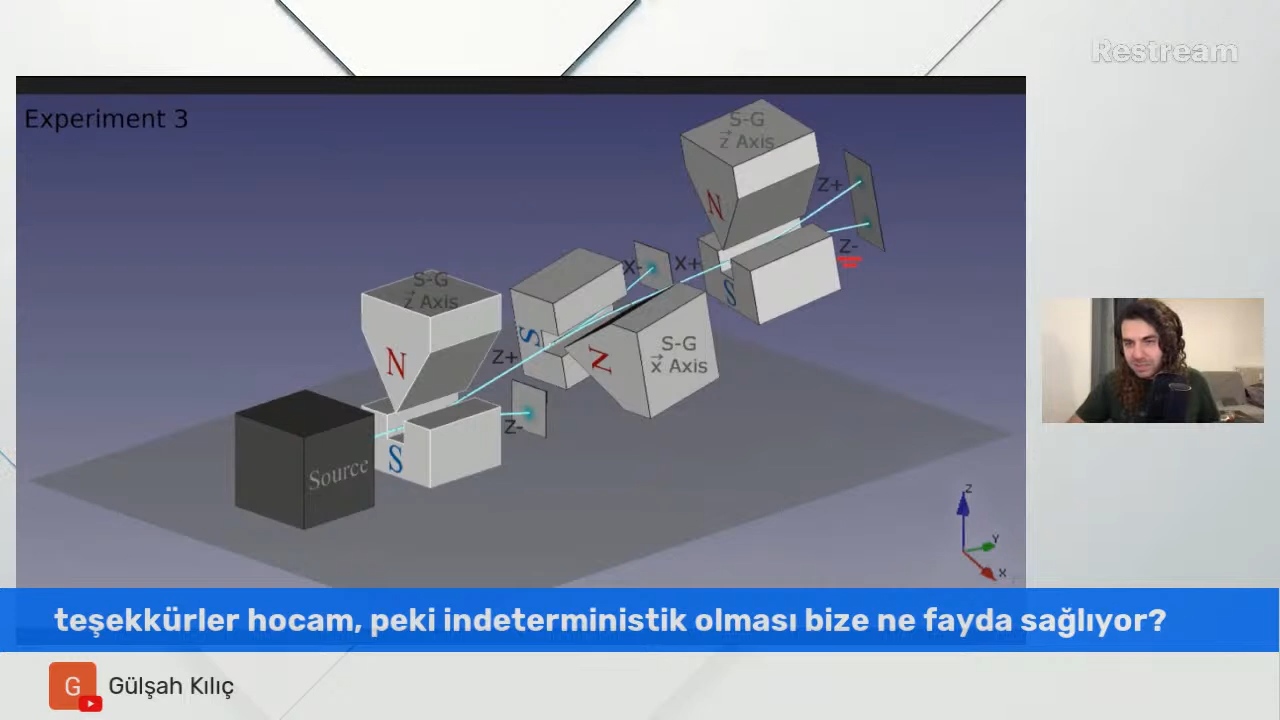 Restream
Experiment 3
S-G
z Axis
Z+
N
Z-
S
X-
X+
S-G
z Axis
N
S
Z+
S
N
S-G
x Axis
Z-
Source
S
Z
Y
X
teşekkürler hocam, peki indeterministik olması bize ne fayda sağlıyor?
G
Gülşah Kılıç